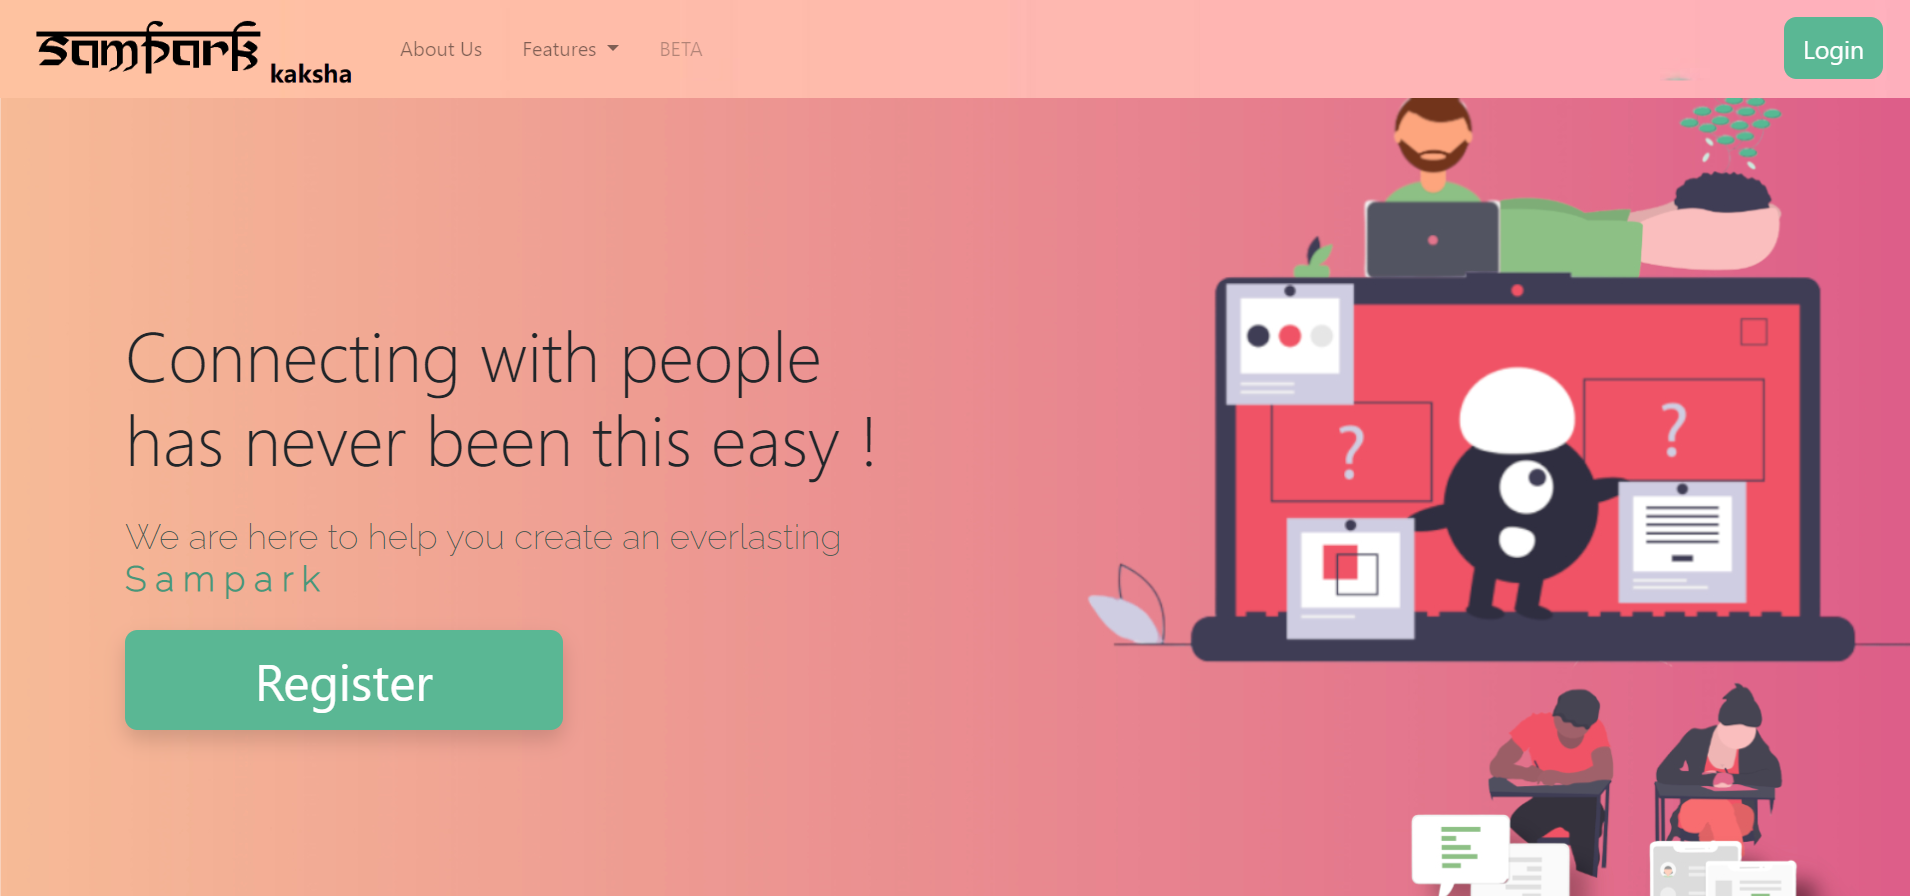 Sampark kaksha
About Us
Features
BETA
Login
Connecting with people
has never been this easy !
We are here to help you create an everlasting
Sampark
Register
?
?